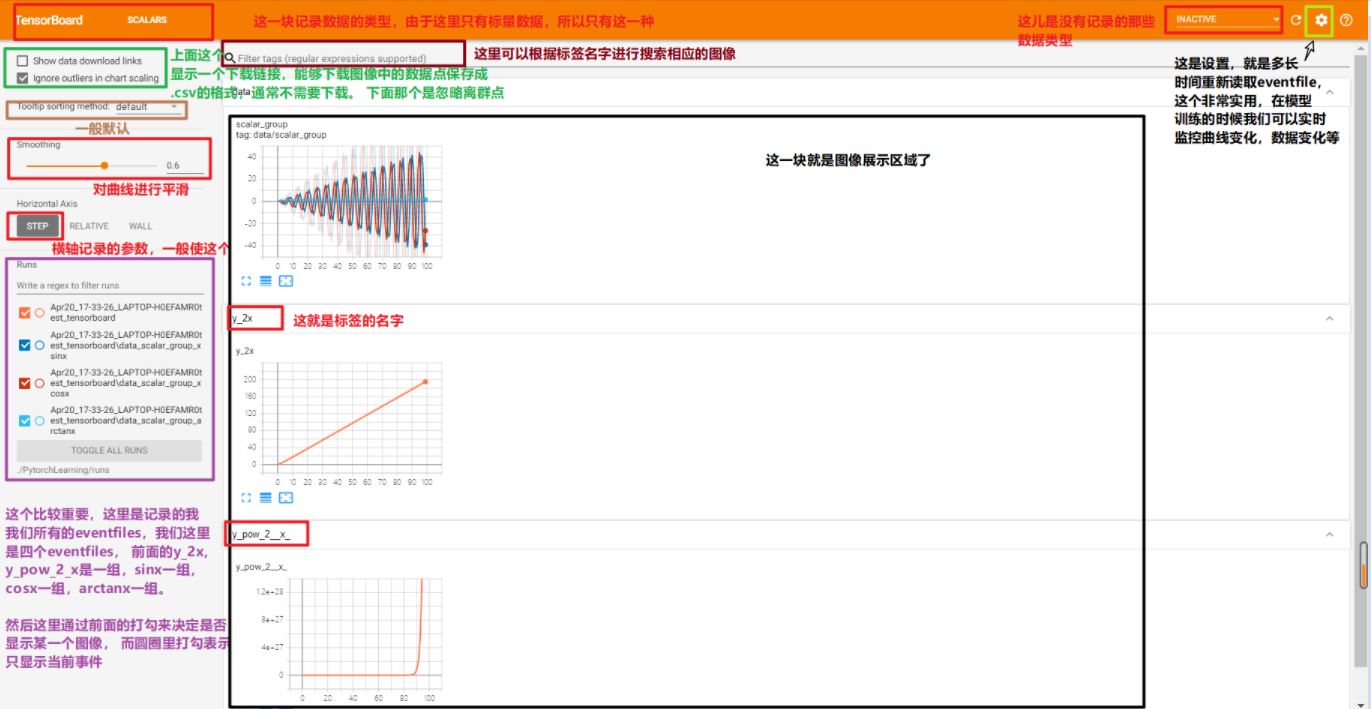 TensorBoard
SCALARS
这一块记录数据的类型，由于这里只有标量数据，所以只有这一种
这儿是没有记录的那些
数据类型
INACTIVE
Show data download links
Ignore outliers in chart scaling
上面这个
显示一个下载链接，能够下载图像中的数据点保存成
.csv的格式，通常不需要下载。 下面那个是忽略离群点
Filter tags (regular expressions supported)
这里可以根据标签名字进行搜索相应的图像
这是设置，就是多长
时间重新读取eventfile，
这个非常实用，在模型
训练的时候我们可以实时
监控曲线变化，数据变化等
Tooltip sorting method: default
一般默认
Smoothing
0.6
对曲线进行平滑
Horizontal Axis
STEP
RELATIVE
WALL
横轴记录的参数，一般使这个
Runs
Write a regex to filter runs
Apr20_17-33-26_LAPTOP-H0EFAMR0t
est_tensorboard
Apr20_17-33-26_LAPTOP-H0EFAMR0t
est_tensorboard\data_scalar_group_x
sinx
Apr20_17-33-26_LAPTOP-H0EFAMR0t
est_tensorboard\data_scalar_group_x
cosx
Apr20_17-33-26_LAPTOP-H0EFAMR0t
est_tensorboard\data_scalar_group_a
rctanx
TOGGLE ALL RUNS
./PytorchLearning/runs
这个比较重要，这里是记录的我
我们所有的eventfiles，我们这里
是四个eventfiles， 前面的y_2x，
y_pow_2_x是一组，sinx一组，
cosx一组，arctanx一组。
然后这里通过前面的打勾来决定是否
显示某一个图像， 而圆圈里打勾表示
只显示当前事件
data
scalar_group
tag: data/scalar_group
这一块就是图像展示区域了
40
20
0
-20
-40
0 10 20 30 40 50 60 70 80 90 100
y_2x
这就是标签的名字
y_2x
200
160
120
80
40
0
0 10 20 30 40 50 60 70 80 90 100
y_pow_2__x_
y_pow_2__x_
1.2e+28
8e+27
4e+27
0
0 20 40 60 80 100